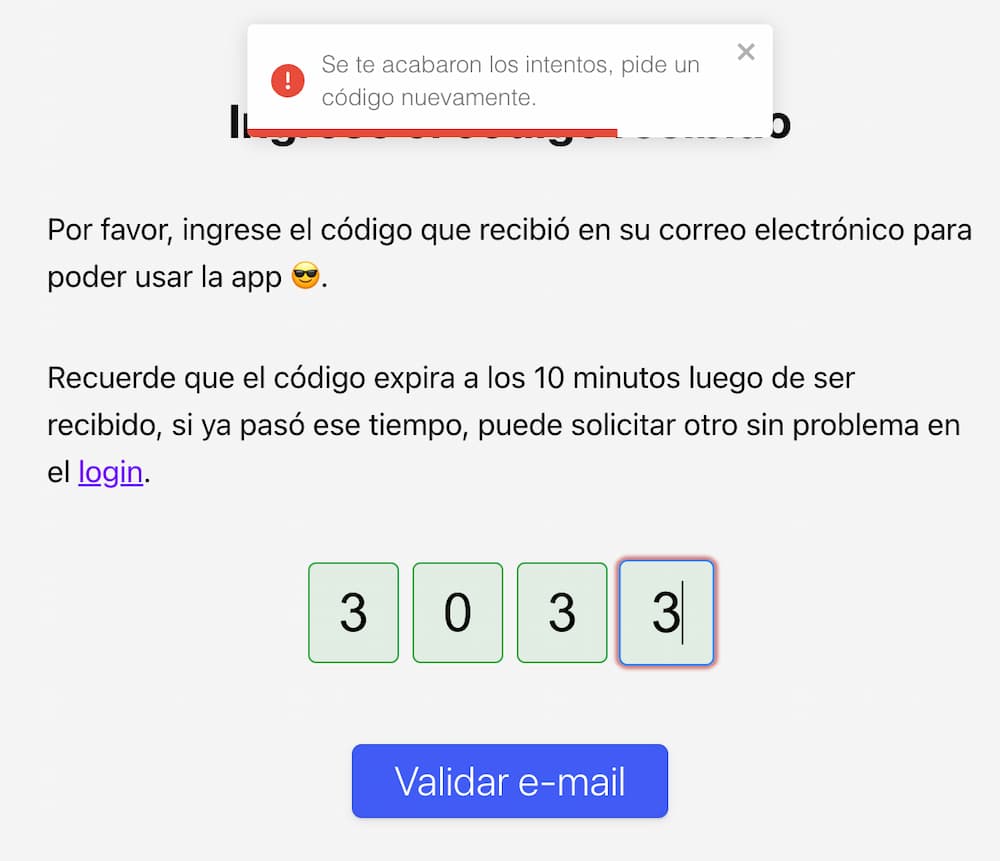 Se te acabaron los intentos, pide un
código nuevamente.
Por favor, ingrese el código que recibió en su correo electrónico para
poder usar la app 😎.
Recuerde que el código expira a los 10 minutos luego de ser
recibido, si ya pasó ese tiempo, puede solicitar otro sin problema en
el login.
3 0 3 3
Validar e-mail